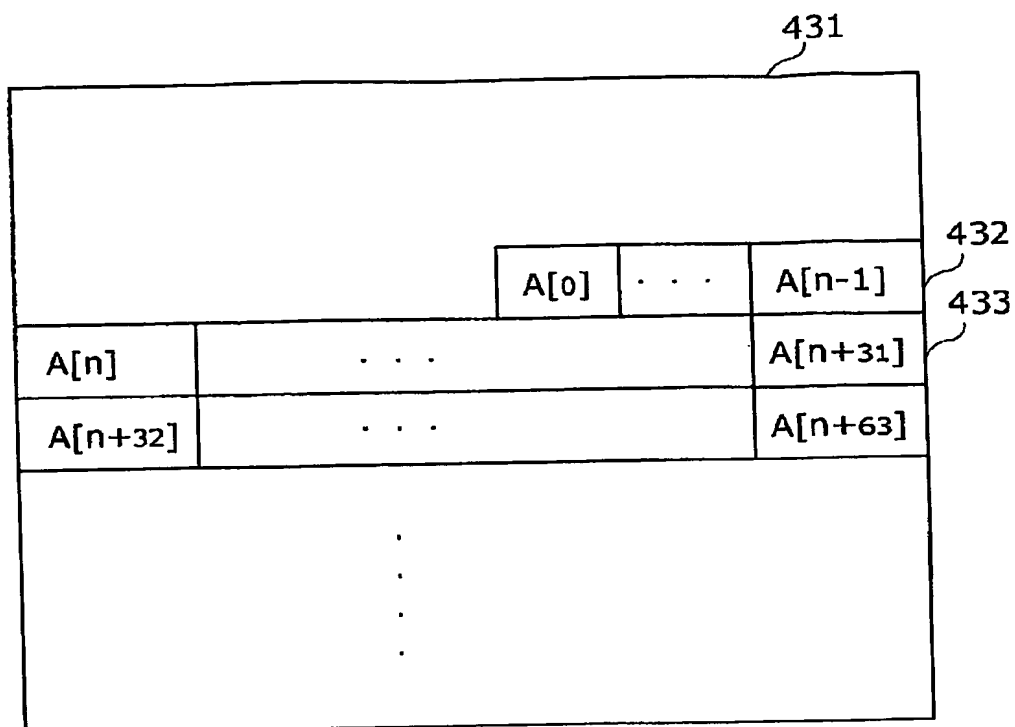 431
A[0] . . . A[n-1] 432
A[n] . . . A[n+31] 433
A[n+32] . . . A[n+63]
.
.
.
.